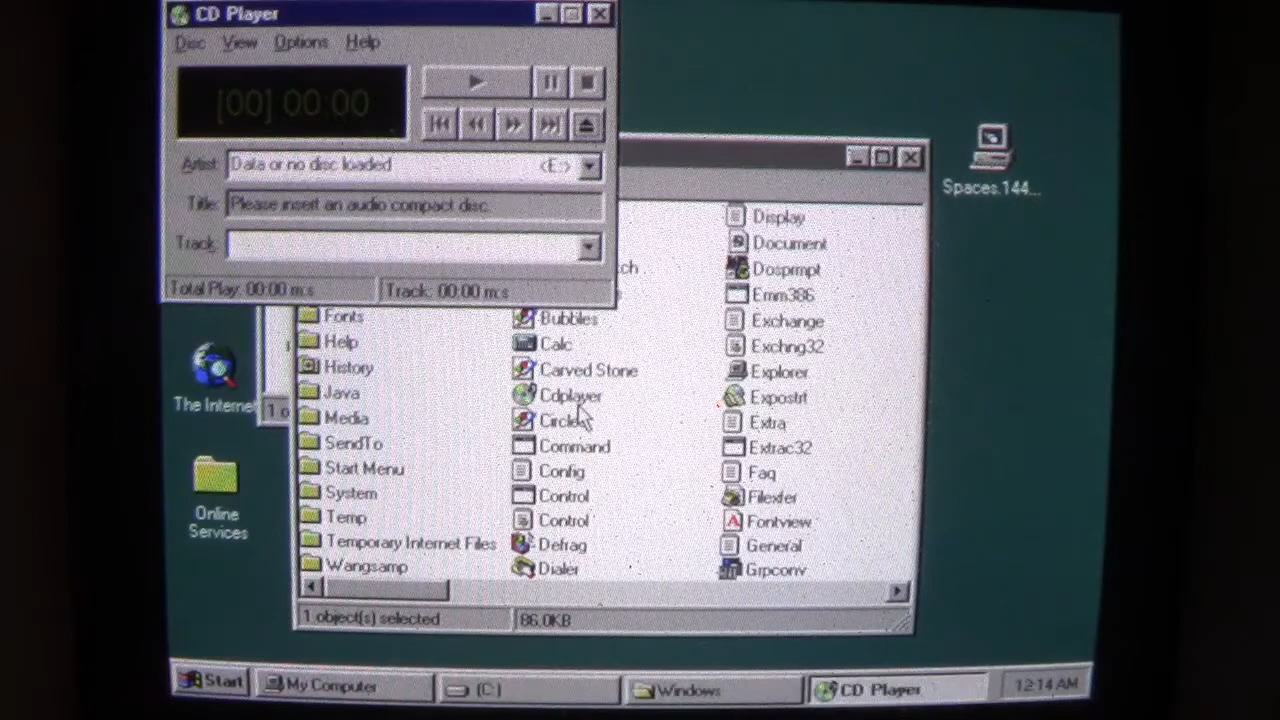 CD Player
Disc View Options Help
[00] 00:00
Artist: Data or no disc loaded <E:>
Title: Please insert an audio compact disc.
Track:
Total Play: 00:00 m:s Track: 00:00 m:s
Spaces.144...
The Internet
Online
Services
Fonts
Help
History
Java
Media
SendTo
Start Menu
System
Temp
Temporary Internet Files
Wangsamp
Bubbles
Calc
Carved Stone
Cdplayer
Circles
Command
Config
Control
Control
Defrag
Dialer
Display
Document
Dosprmpt
Emm386
Exchange
Exchng32
Explorer
Expostrt
Extra
Extrac32
Faq
Filexfer
Fontview
General
Grpconv
1 object(s) selected 86.0KB
Start My Computer (C:) Windows CD Player 12:14 AM